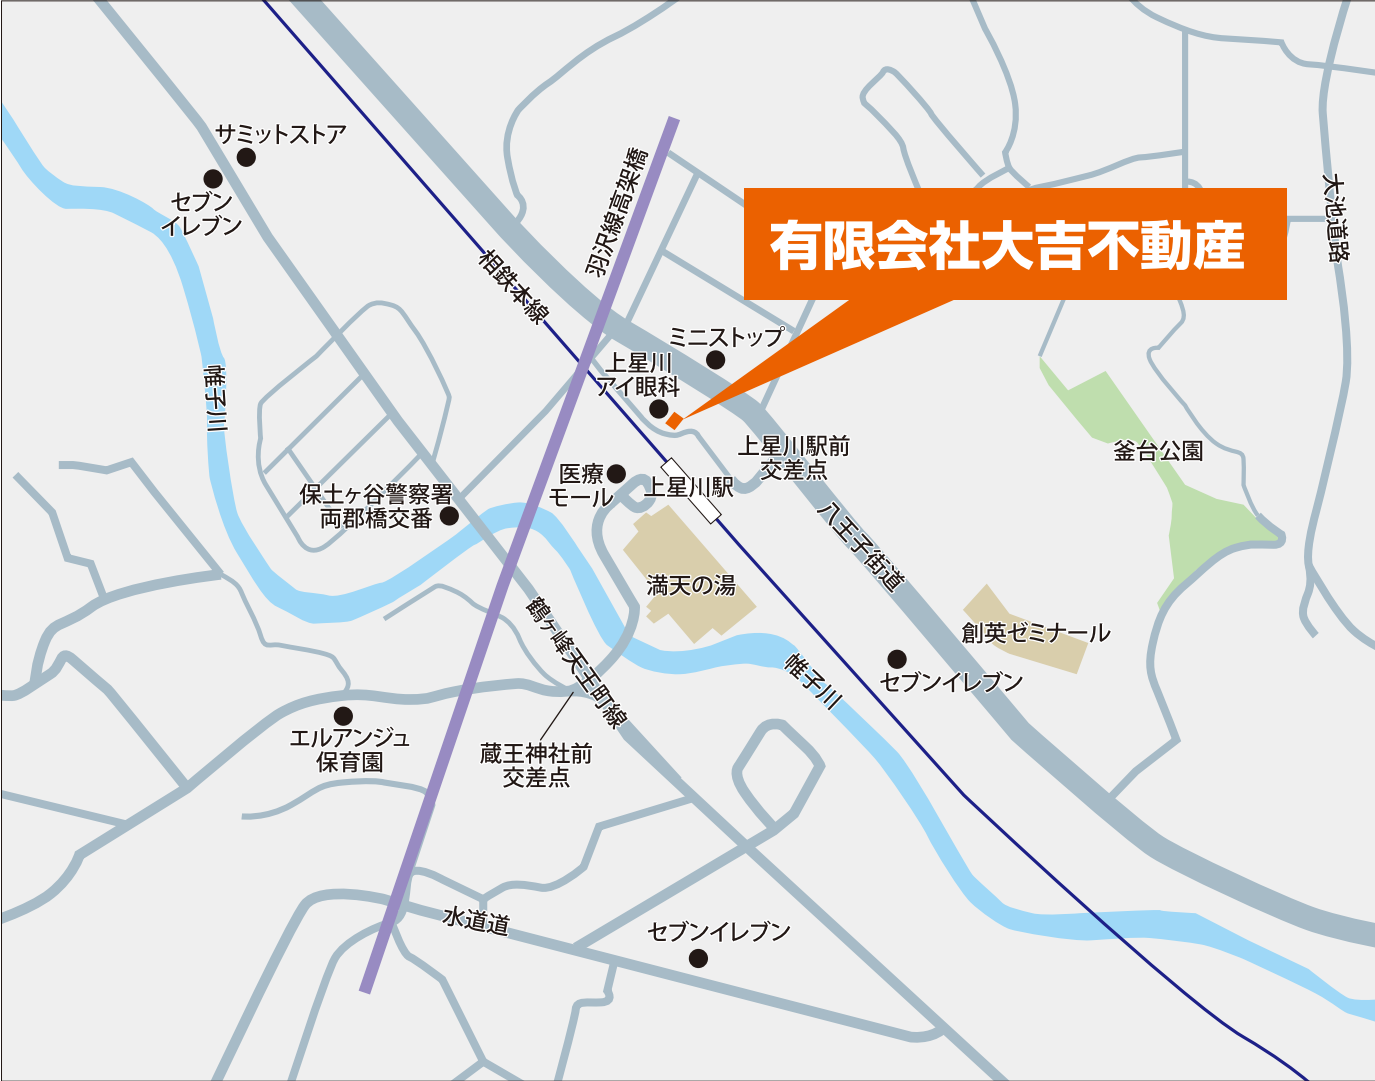 サミットストア
セブン
イレブン
羽沢線高架橋
大池道路
有限会社大吉不動産
相鉄本線
ミニストップ
上星川
アイ眼科
帷子川
上星川駅前
交差点
釜台公園
医療
モール
上星川駅
保土ヶ谷警察署
両郡橋交番
八王子街道
満天の湯
鶴ヶ峰天王町線
創英ゼミナール
帷子川
セブンイレブン
エルアンジュ
保育園
蔵王神社前
交差点
水道道
セブンイレブン